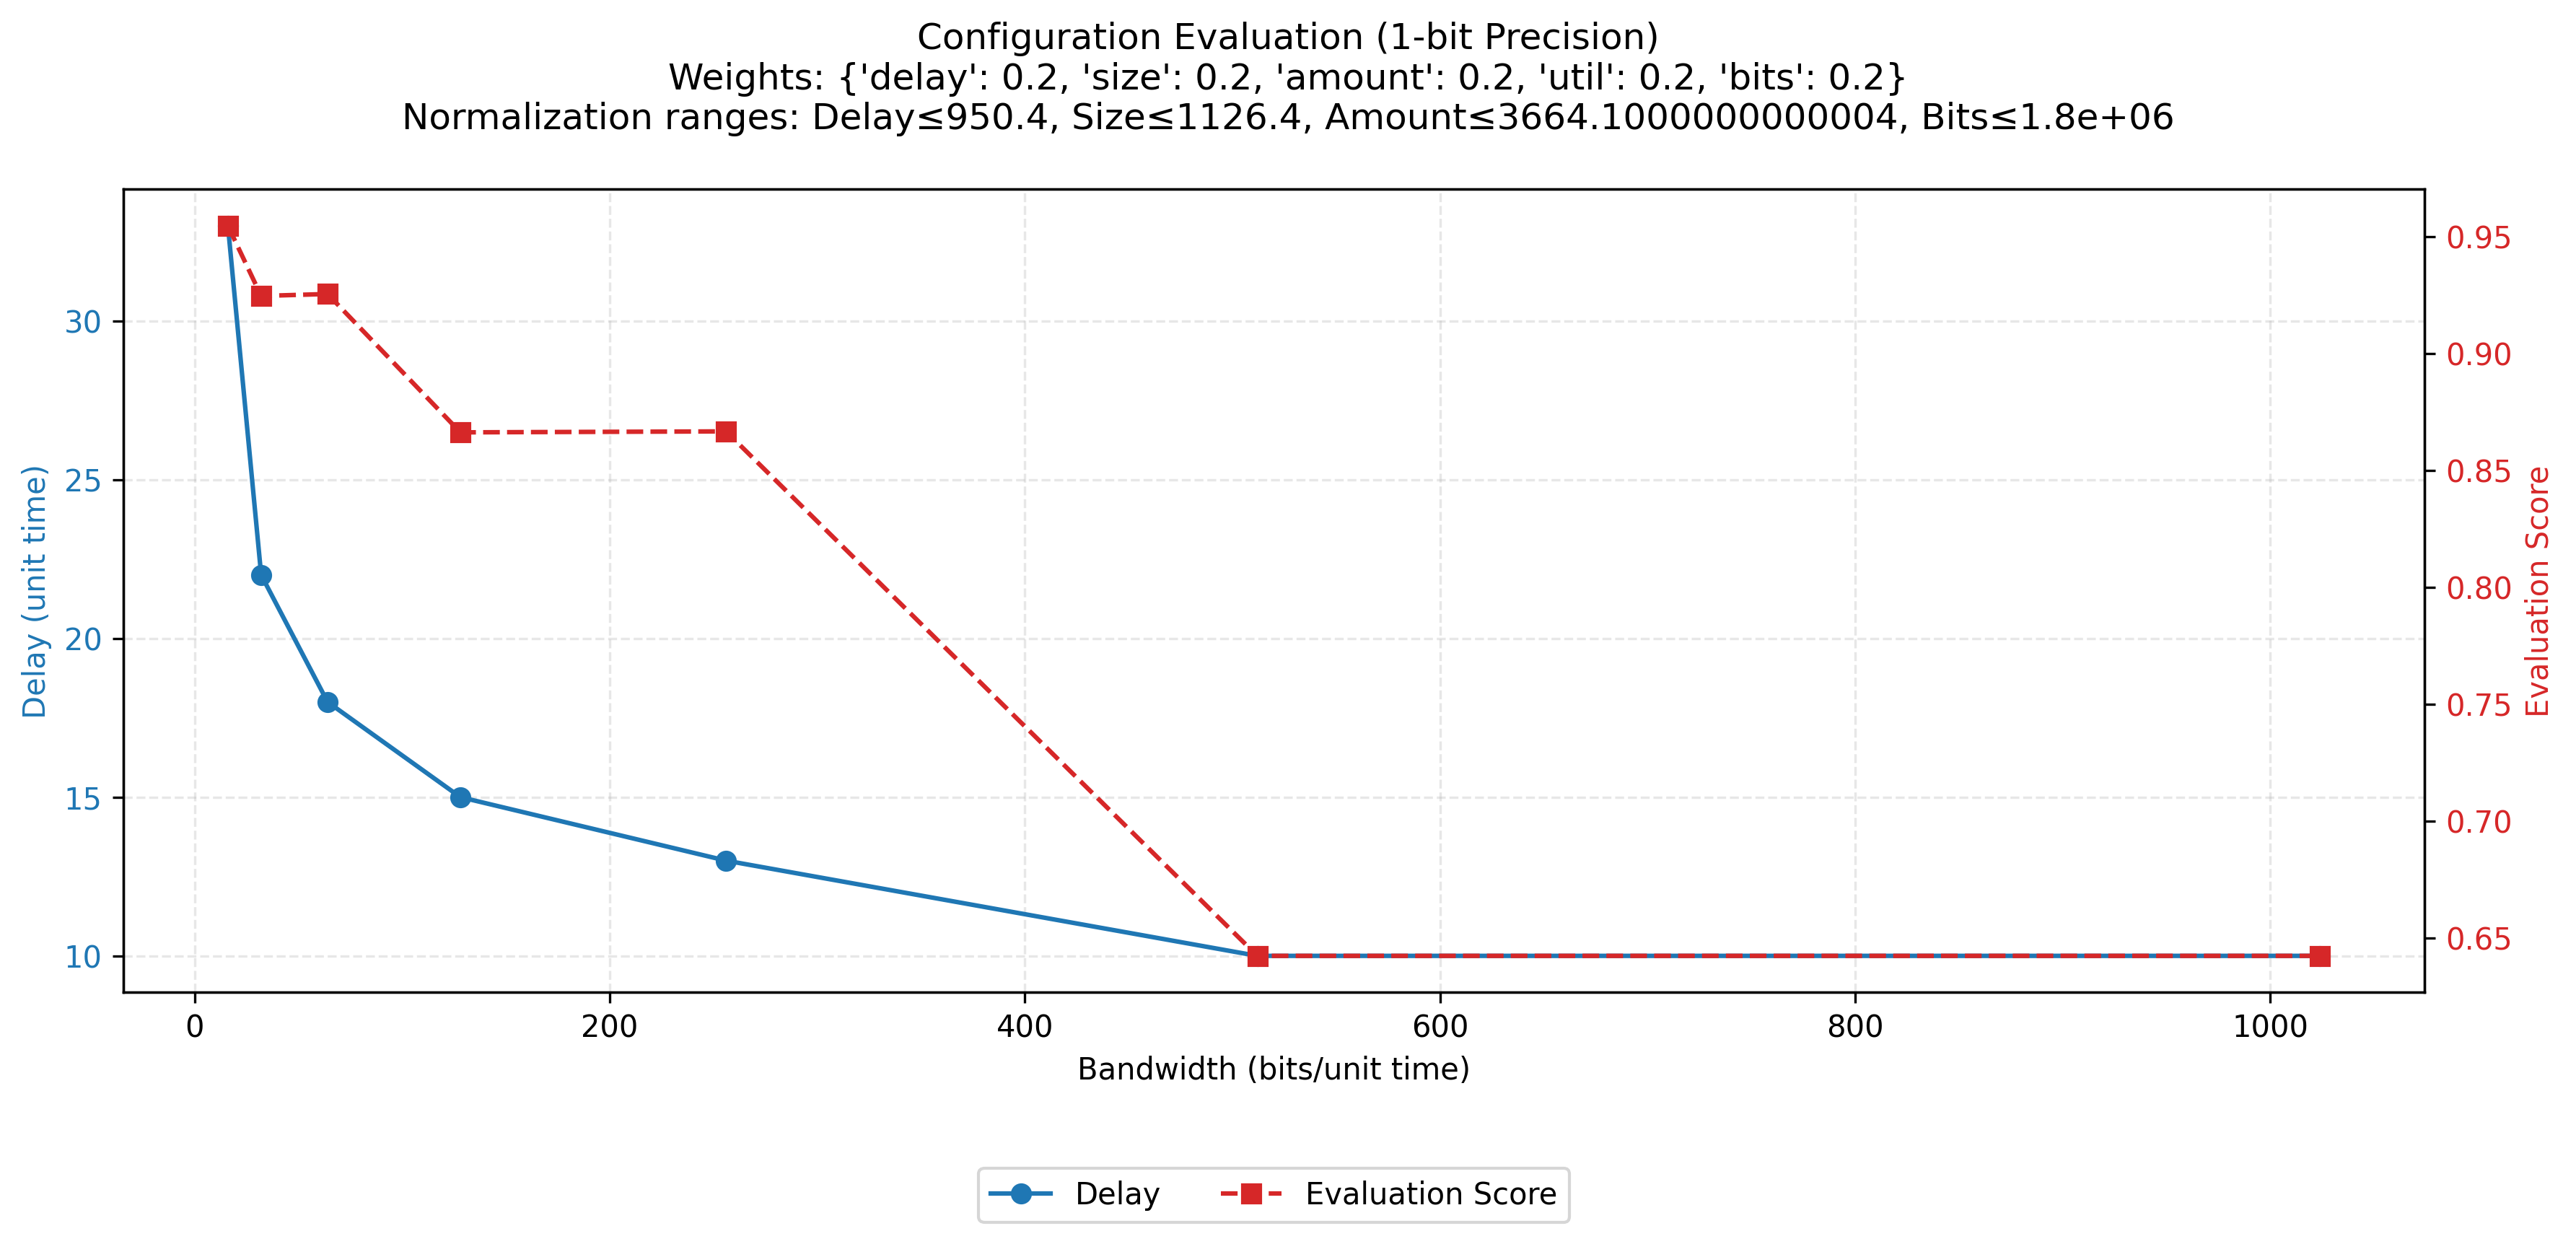 Configuration Evaluation (1-bit Precision)
Weights: {'delay': 0.2, 'size': 0.2, 'amount': 0.2, 'util': 0.2, 'bits': 0.2}
Normalization ranges: Delay≤950.4, Size≤1126.4, Amount≤3664.1000000000004, Bits≤1.8e+06
Delay (unit time)
30
25
20
15
10
0.95
0.90
0.85
0.80
0.75
0.70
0.65
Evaluation Score
0 200 400 600 800 1000
Bandwidth (bits/unit time)
Delay Evaluation Score